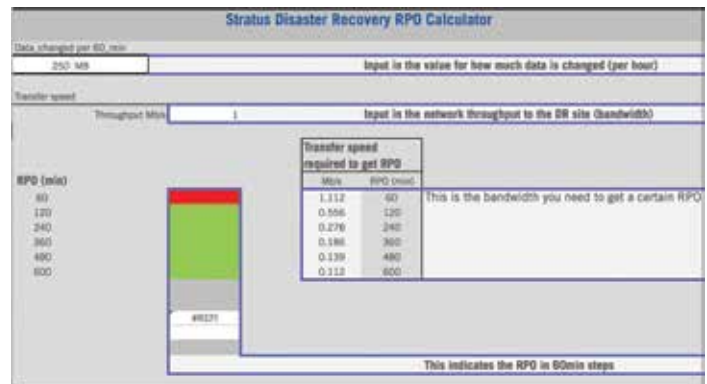 Stratus Disaster Recovery RPO Calculator
Data changed per 60_min
250 MB
Input in the value for how much data is changed (per hour)
Transfer speed
Throughput Mb/s 1
Input in the network throughput to the DR site (bandwidth)
Transfer speed
required to get RPO
RPO (min)
Mb/s RPO (min)
60 1.112 60 This is the bandwidth you need to get a certain RPO
120 0.556 120
240 0.278 240
360 0.186 360
480 0.139 480
600 0.112 600
This indicates the RPO in 60min steps